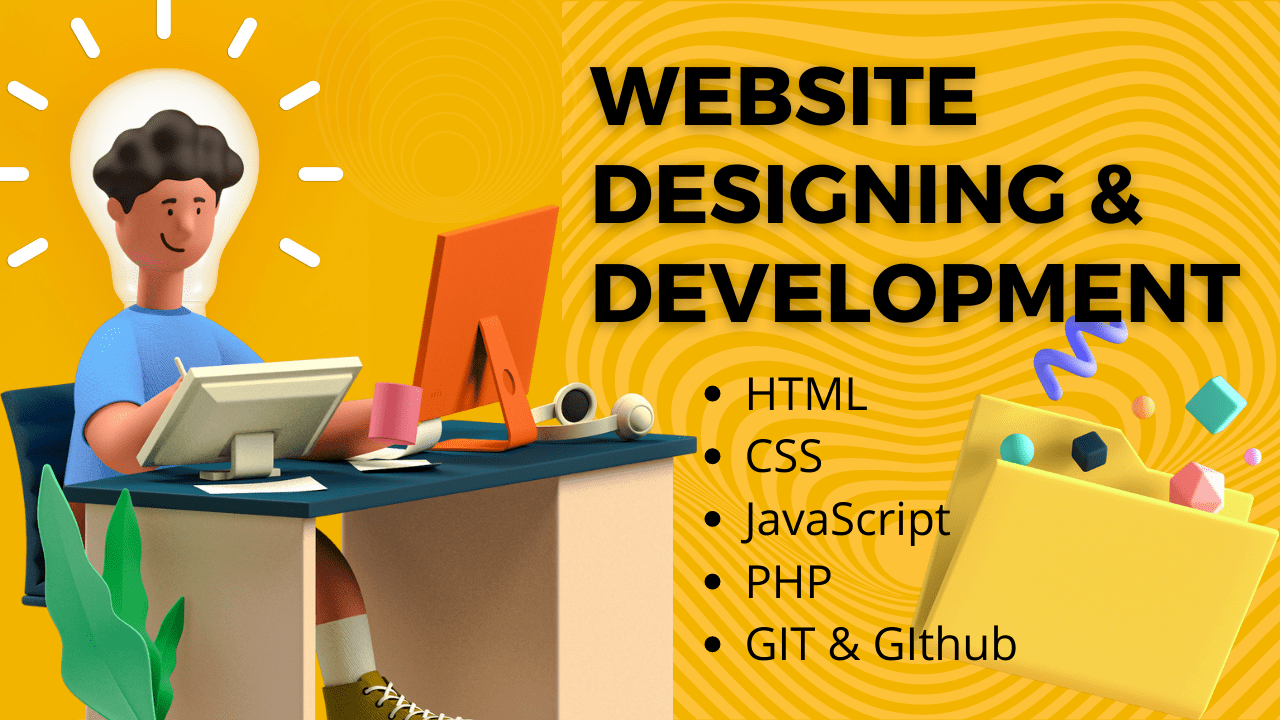 WEBSITE
DESIGNING &
DEVELOPMENT
• HTML
• CSS
• JavaScript
• PHP
• GIT & GIthub